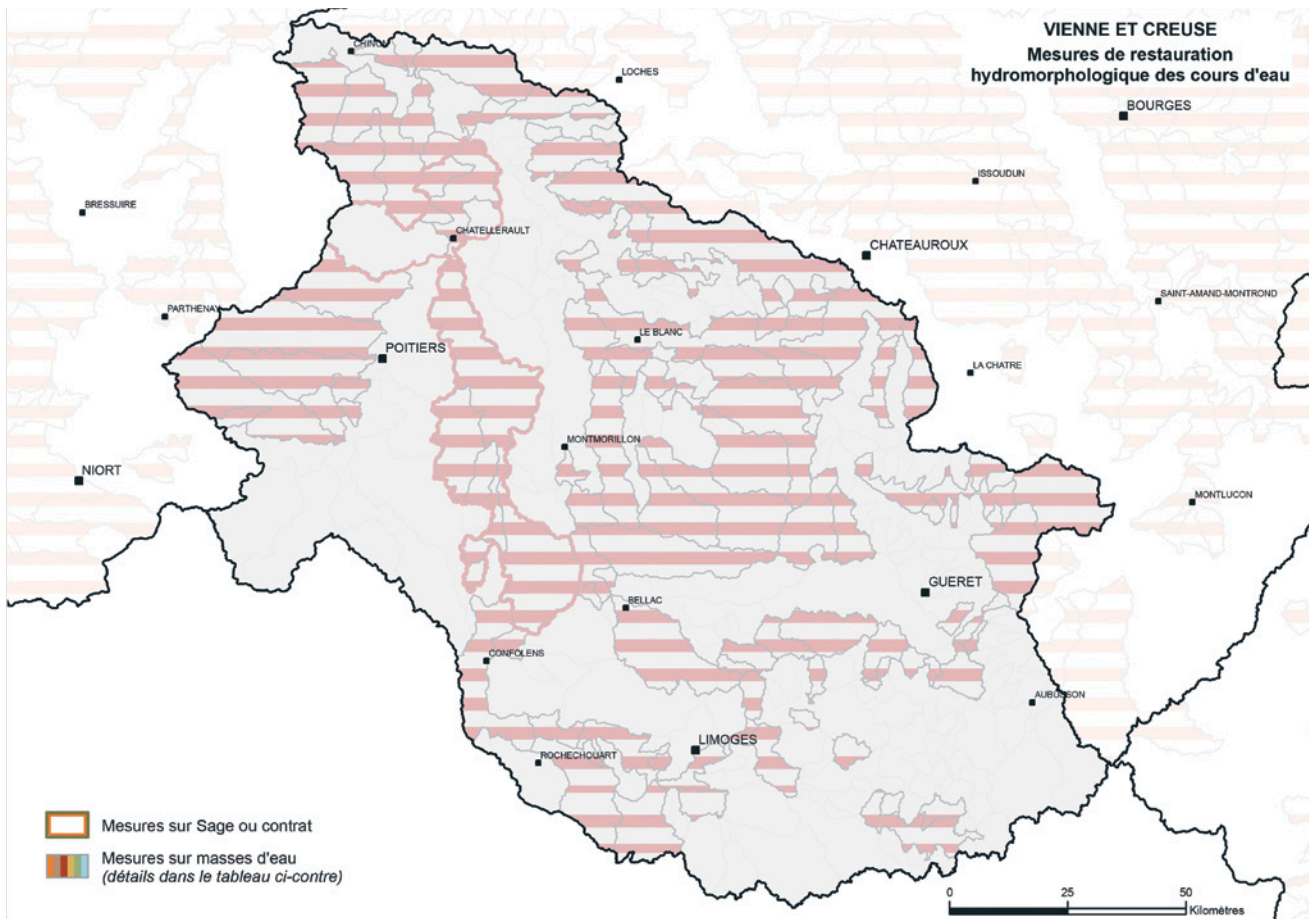 VIENNE ET CREUSE
Mesures de restauration
hydromorphologique des cours d'eau
CHINON
LOCHES
BOURGES
ISSOUDUN
BRESSUIRE
CHATELLERAULT
CHATEAUROUX
SAINT-AMAND-MONTROND
PARTHENAY
LE BLANC
POITIERS
LA CHATRE
MONTMORILLON
NIORT
MONTLUCON
GUERET
BELLAC
CONFOLENS
AUBUSSON
LIMOGES
ROCHECHOUART
Mesures sur Sage ou contrat
Mesures sur masses d'eau
(détails dans le tableau ci-contre)
0 25 50
Kilomètres